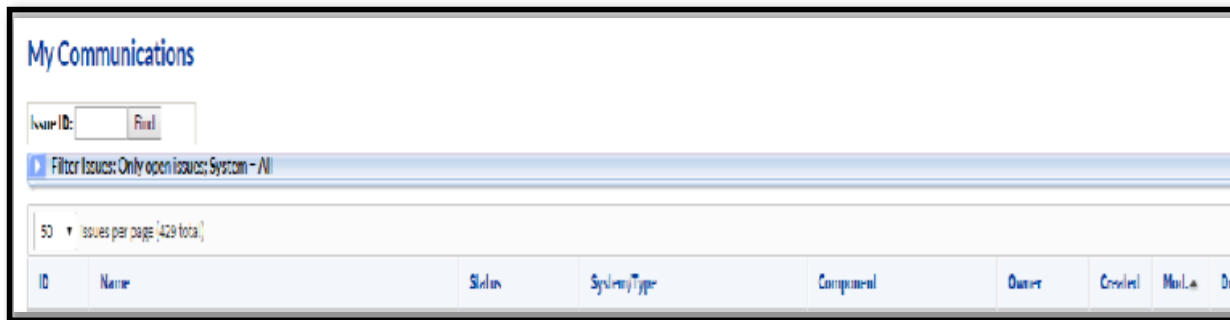 My Communications
Issue ID: Find
Filter Issues: Only open issues; System - All
50 issues per page (429 total)
ID Name Status System/Type Component Owner Created Mod.